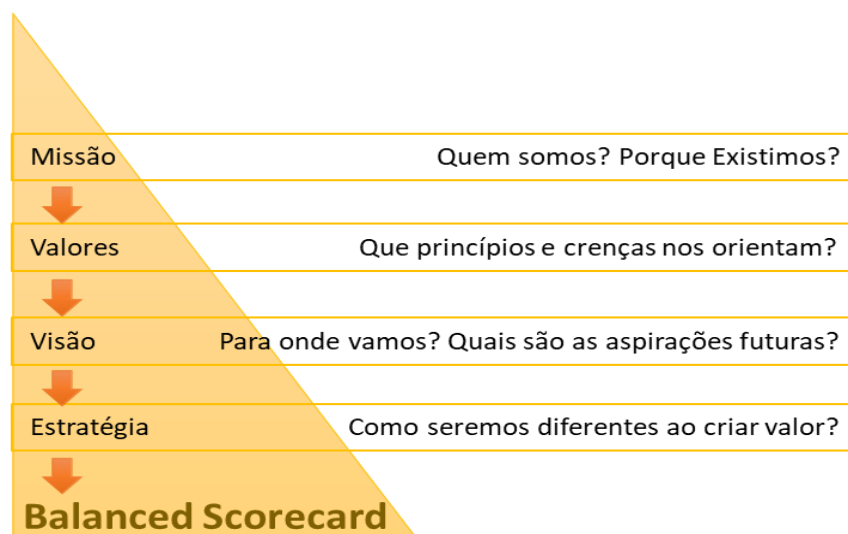 Missão Quem somos? Porque Existimos?
Valores Que princípios e crenças nos orientam?
Visão Para onde vamos? Quais são as aspirações futuras?
Estratégia Como seremos diferentes ao criar valor?
Balanced Scorecard